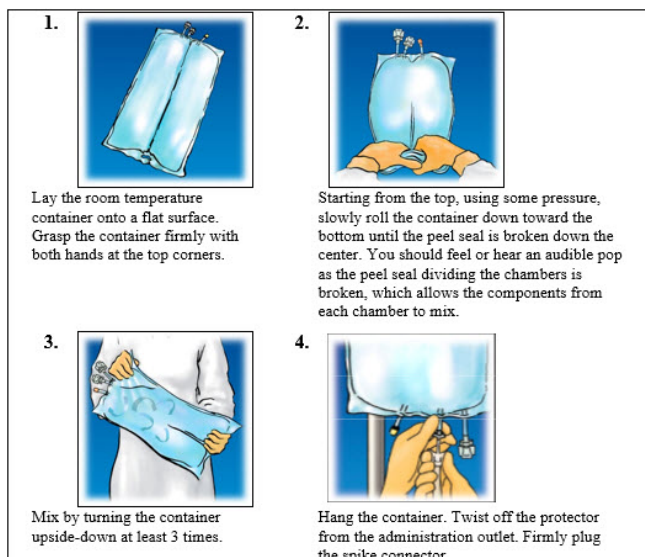 1.
Lay the room temperature
container onto a flat surface.
Grasp the container firmly with
both hands at the top corners.
2.
Starting from the top, using some pressure,
slowly roll the container down toward the
bottom until the peel seal is broken down the
center. You should feel or hear an audible pop
as the peel seal dividing the chambers is
broken, which allows the components from
each chamber to mix.
3.
Mix by turning the container
upside-down at least 3 times.
4.
Hang the container. Twist off the protector
from the administration outlet. Firmly plug
the spike connector